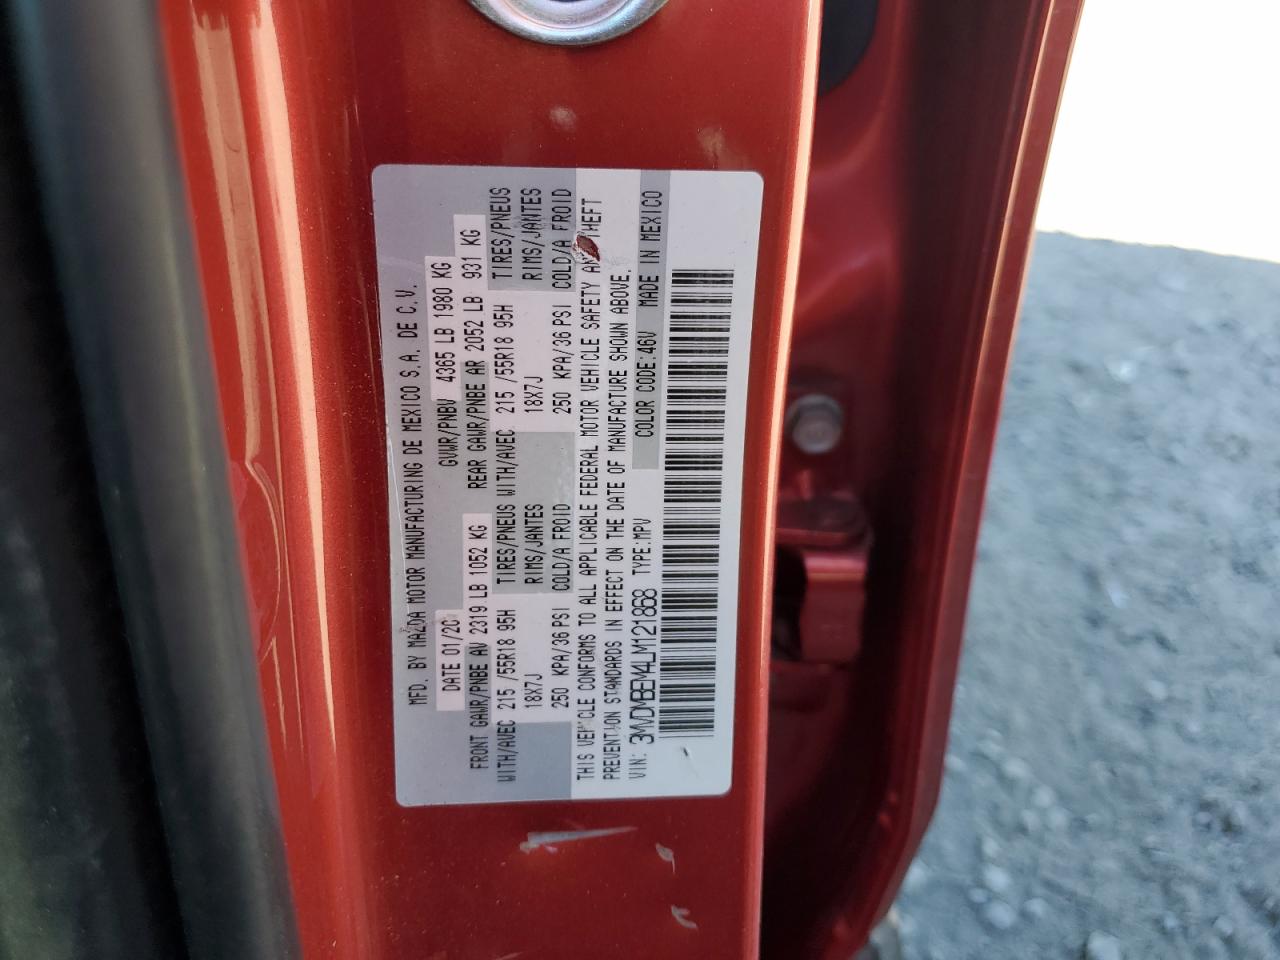 MFD. BY MAZDA MOTOR MANUFACTURING DE MEXICO S.A. DE C.V.
DATE 01/20 GVWR/PNBV 4365 LB 1980 KG
FRONT GAWR/PNBE AV 2319 LB 1052 KG REAR GAWR/PNBE AR 2052 LB 931 KG
WITH/AVEC 215 /55R18 95H TIRES/PNEUS WITH/AVEC 215 /55R18 95H TIRES/PNEUS
18X7J RIMS/JANTES 18X7J RIMS/JANTES
250 KPA/36 PSI COLD/A FROID 250 KPA/36 PSI COLD/A FROID
THIS VEHICLE CONFORMS TO ALL APPLICABLE FEDERAL MOTOR VEHICLE SAFETY AND THEFT
PREVENTION STANDARDS IN EFFECT ON THE DATE OF MANUFACTURE SHOWN ABOVE.
VIN: 3MVDMBEM4LM121868 TYPE:MPV COLOR CODE:46V MADE IN MEXICO